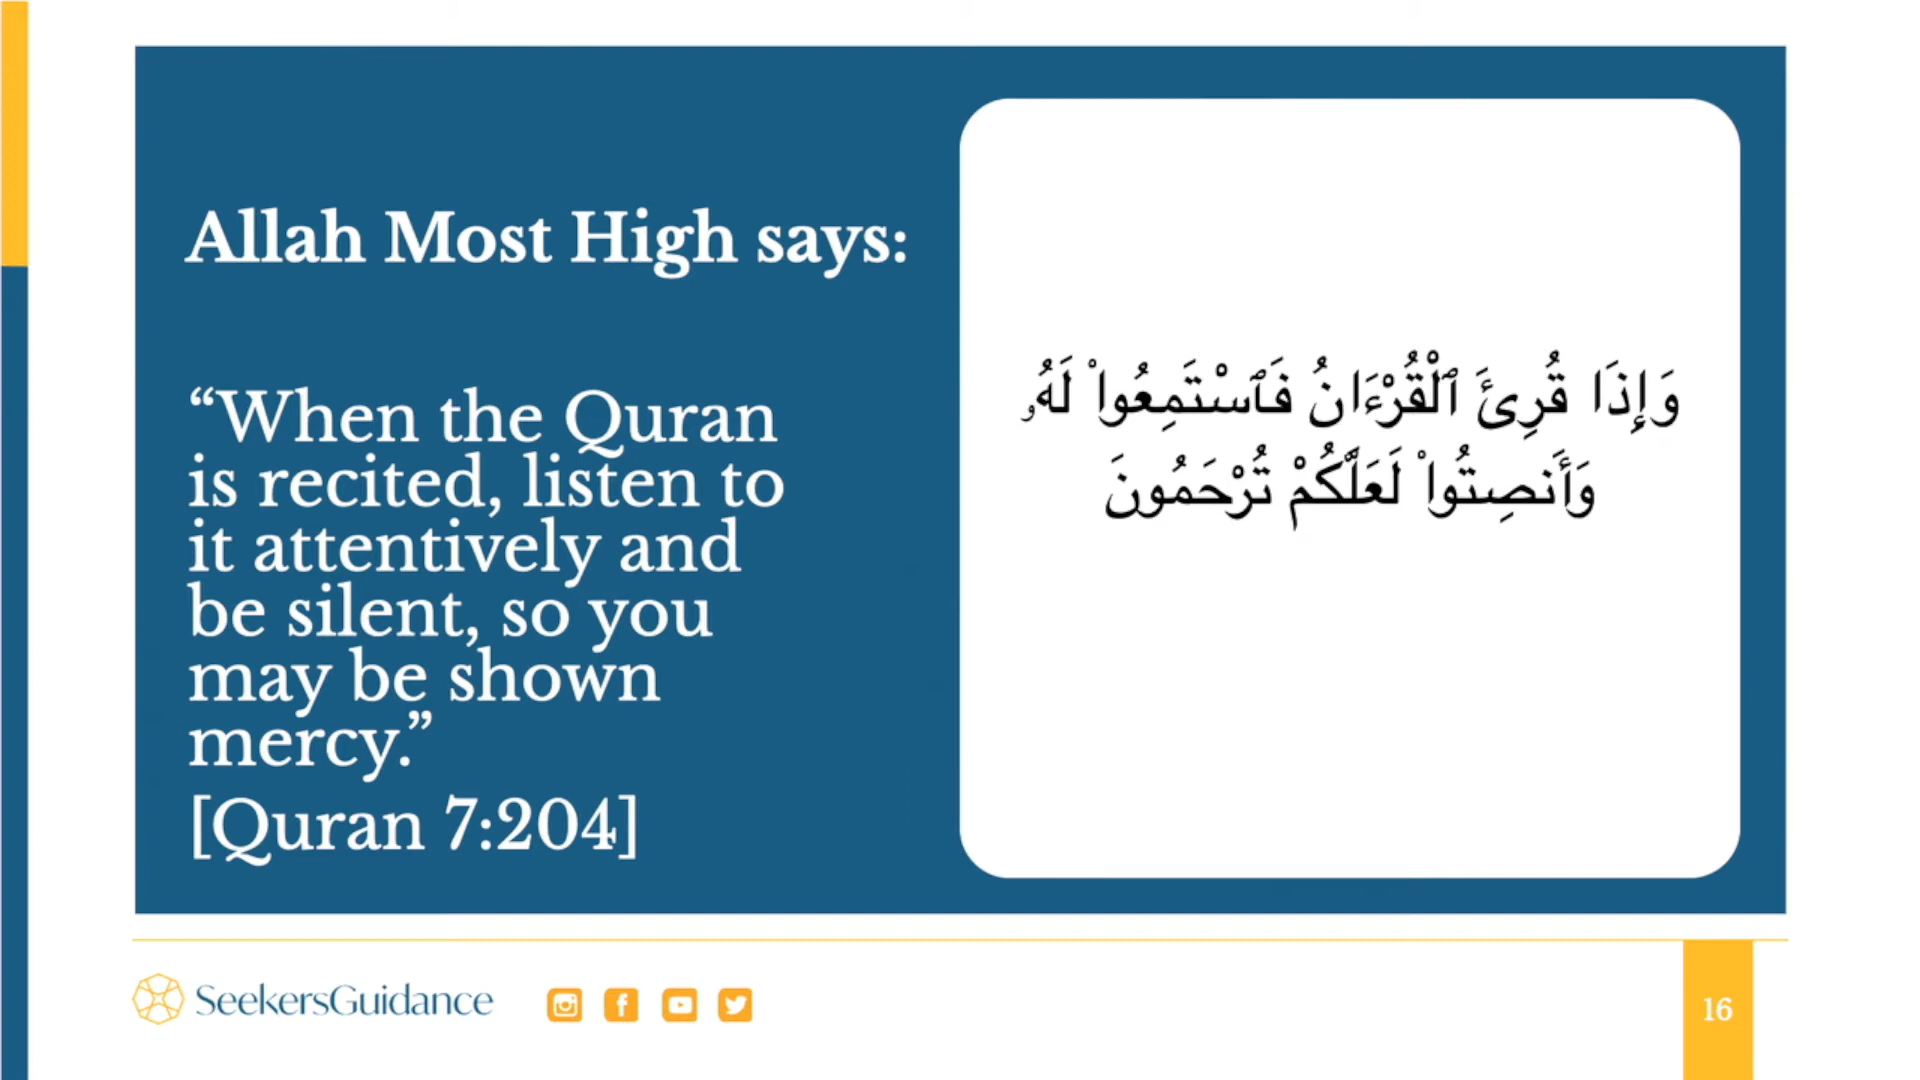 Allah Most High says:
“When the Quran
is recited, listen to
it attentively and
be silent, so you
may be shown
mercy.”
[Quran 7:204]
وَإِذَا قُرِئَ ٱلْقُرْءَانُ فَٱسْتَمِعُوا۟ لَهُۥ
وَأَنصِتُوا۟ لَعَلَّكُمْ تُرْحَمُونَ
SeekersGuidance
16